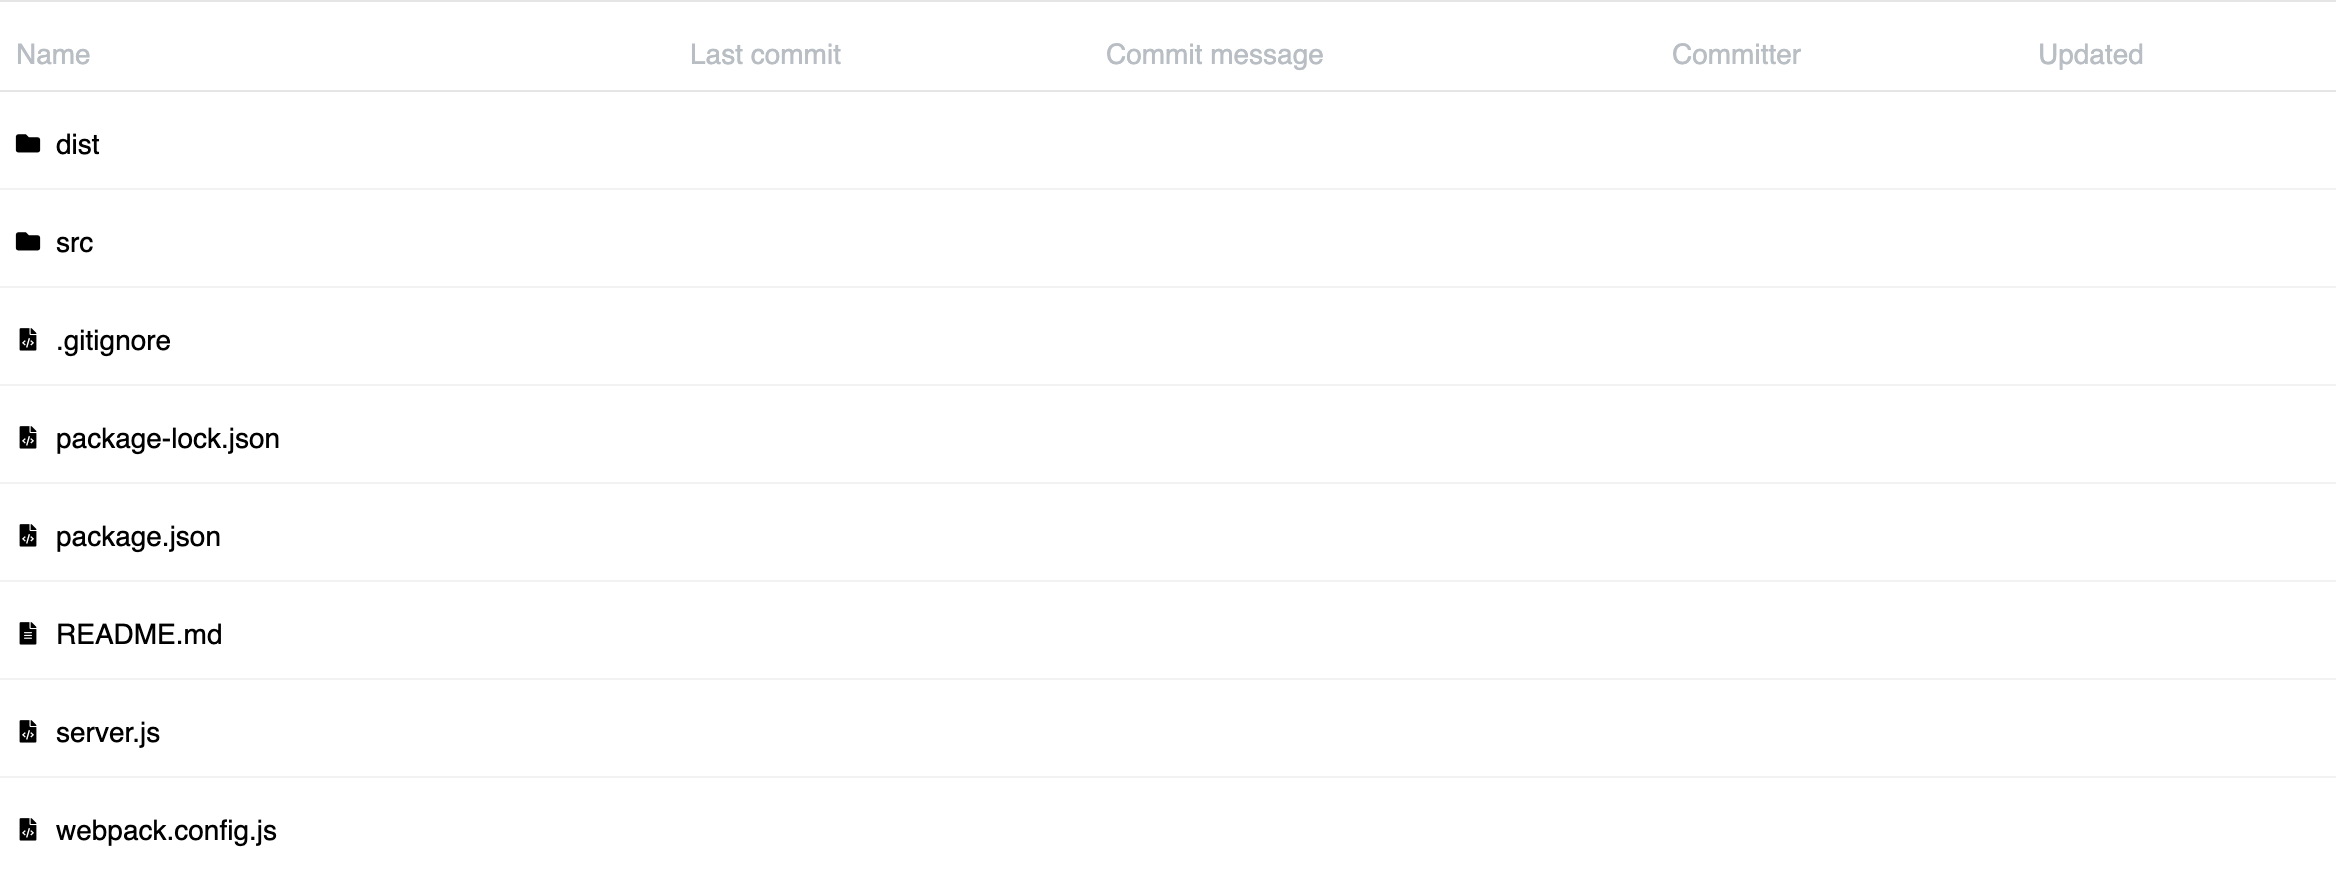 Name Last commit Commit message Committer Updated
dist
src
.gitignore
package-lock.json
package.json
README.md
server.js
webpack.config.js